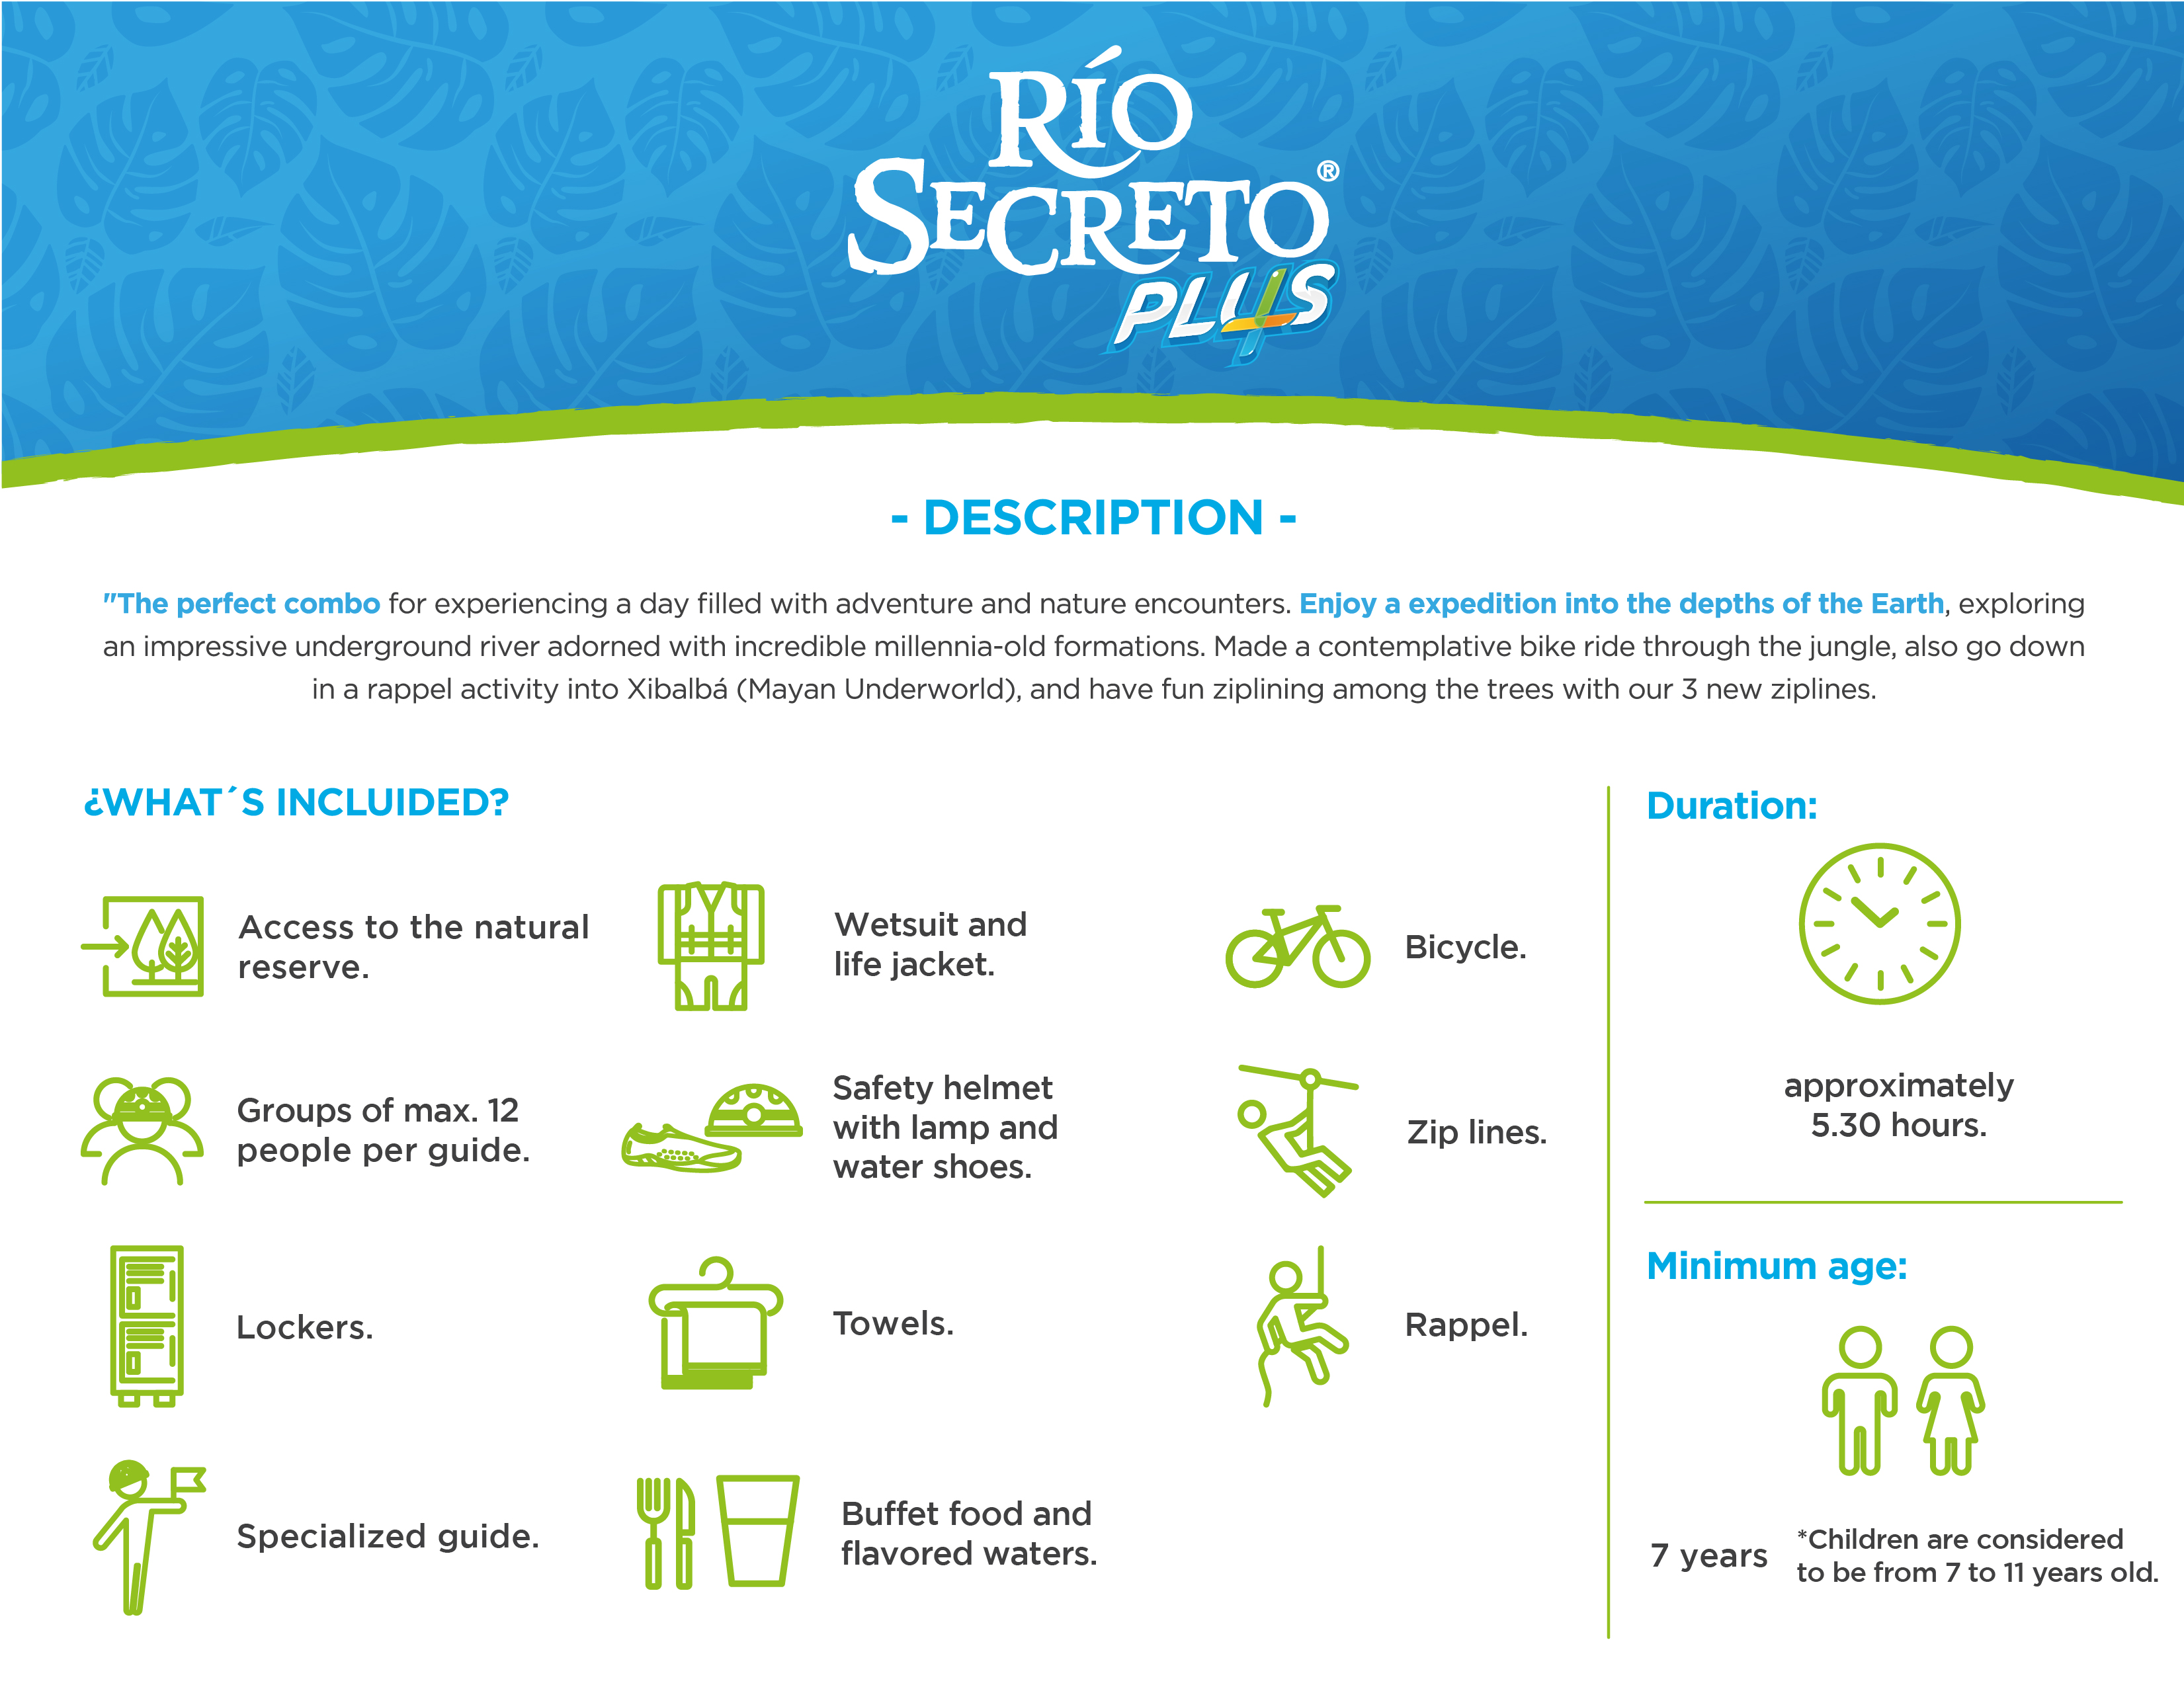 RÍO
SECRETO®
PLUS
- DESCRIPTION -
"The perfect combo for experiencing a day filled with adventure and nature encounters. Enjoy a expedition into the depths of the Earth, exploring
an impressive underground river adorned with incredible millennia-old formations. Made a contemplative bike ride through the jungle, also go down
in a rappel activity into Xibalbá (Mayan Underworld), and have fun ziplining among the trees with our 3 new ziplines.
¿WHAT´S INCLUIDED?
Access to the natural
reserve.
Groups of max. 12
people per guide.
Lockers.
Specialized guide.
Wetsuit and
life jacket.
Safety helmet
with lamp and
water shoes.
Towels.
Buffet food and
flavored waters.
Bicycle.
Zip lines.
Rappel.
Duration:
approximately
5.30 hours.
Minimum age:
7 years
*Children are considered
to be from 7 to 11 years old.